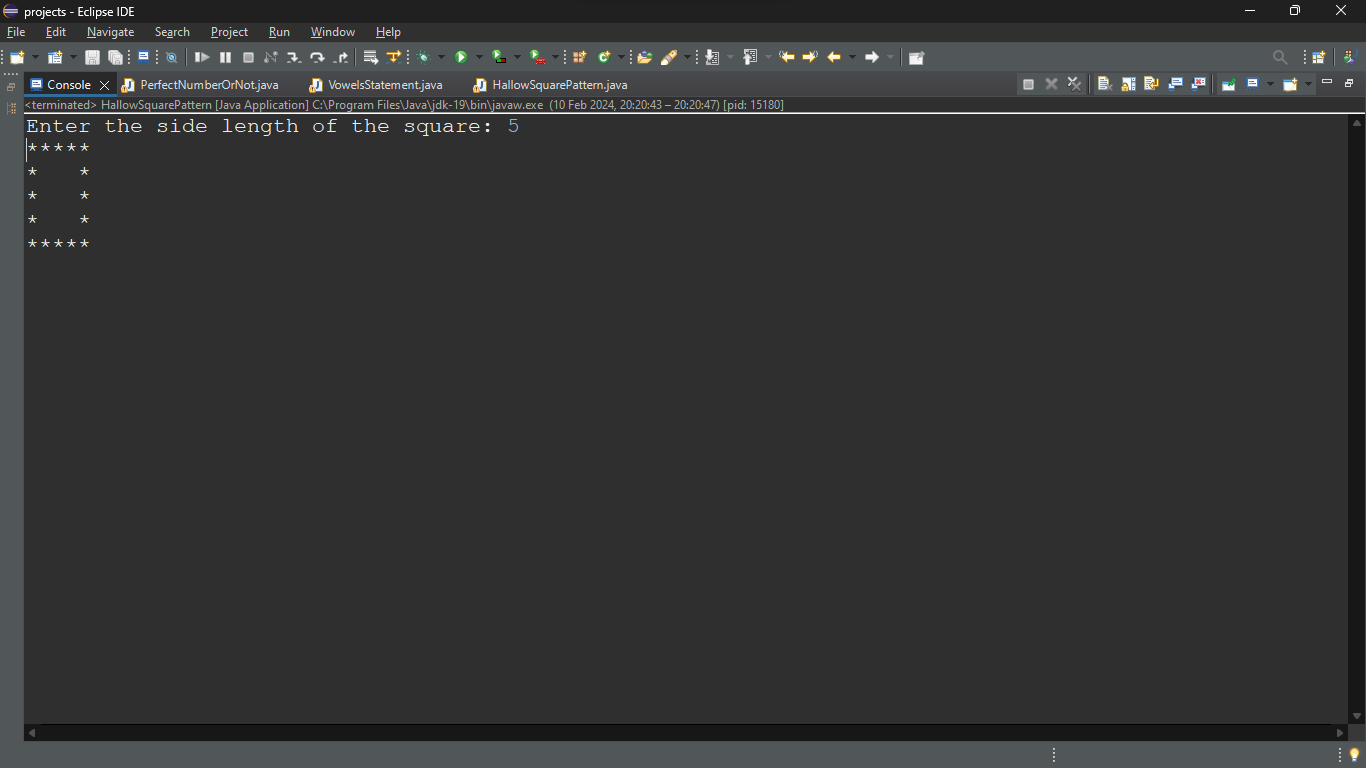 projects - Eclipse IDE
File Edit Navigate Search Project Run Window Help
Console PerfectNumberOrNot.java VowelsStatement.java HallowSquarePattern.java
<terminated> HallowSquarePattern [Java Application] C:\Program Files\Java\jdk-19\bin\javaw.exe (10 Feb 2024, 20:20:43 – 20:20:47) [pid: 15180]
Enter the side length of the square: 5
*****
*   *
*   *
*   *
*****